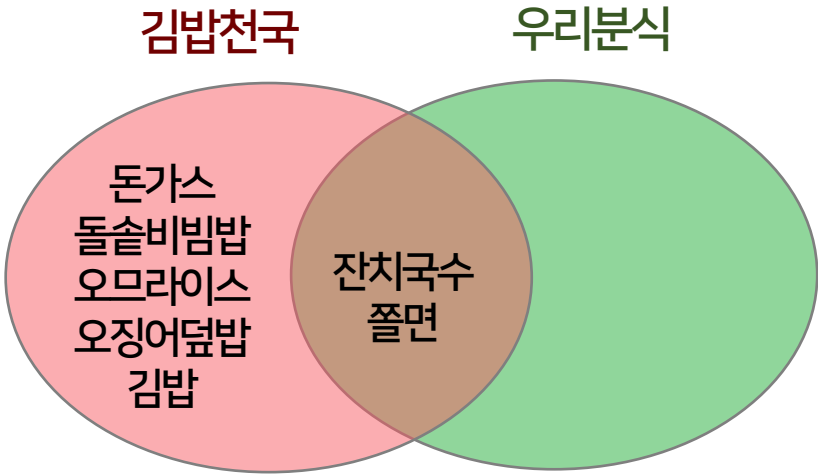 김밥천국
우리분식
돈가스
돌솥비빔밥
오므라이스
오징어덮밥
김밥
잔치국수
쫄면